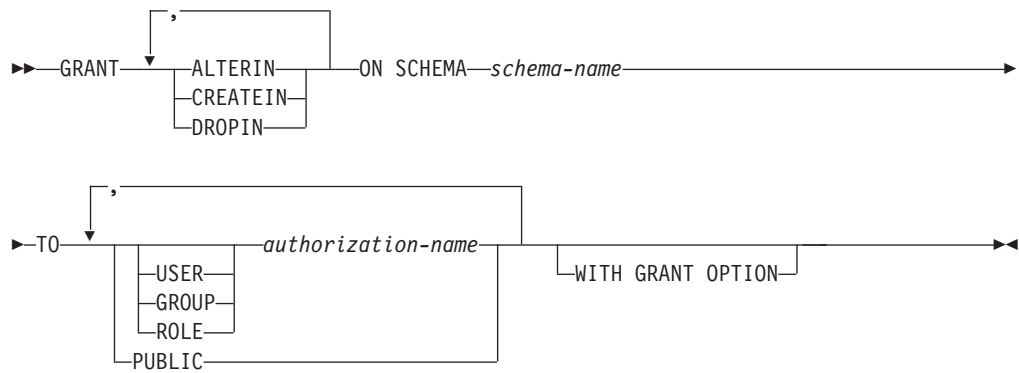 ,
GRANT ALTERIN ON SCHEMA schema-name
CREATEIN
DROPIN
,
TO authorization-name
USER WITH GRANT OPTION
GROUP
ROLE
PUBLIC